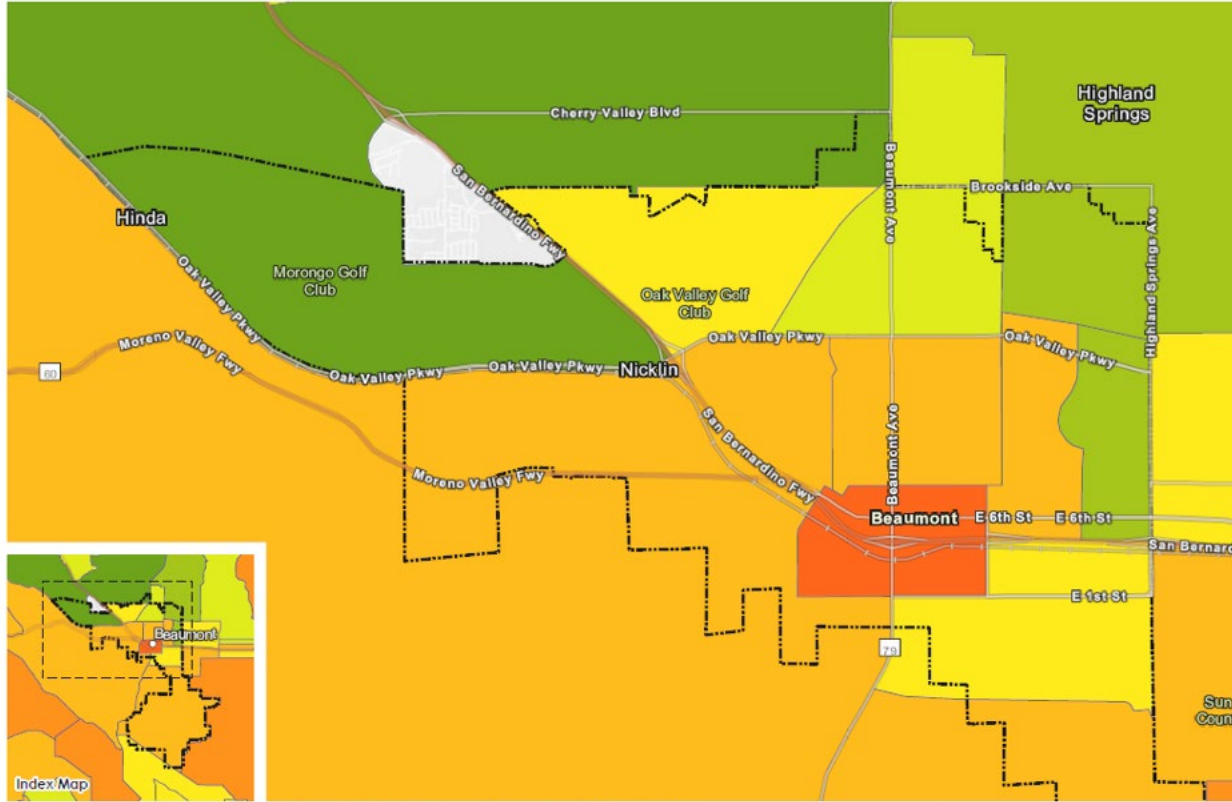 Cherry Valley Blvd
Highland
Springs
San Bernardino Fwy
Beaumont Ave
Brookside Ave
Hinda
Highland Springs Ave
Morongo Golf
Club
Oak Valley Pkwy
Oak Valley Golf
Club
Moreno Valley Fwy
Oak Valley Pkwy
Oak Valley Pkwy
60
Oak Valley Pkwy
Oak Valley Pkwy
Nicklin
Beaumont Ave
San Bernardino Fwy
Moreno Valley Fwy
Beaumont
E 6th St
E 6th St
San Bernard
E 1st St
79
Beaumont
Sun
Coun
Index Map